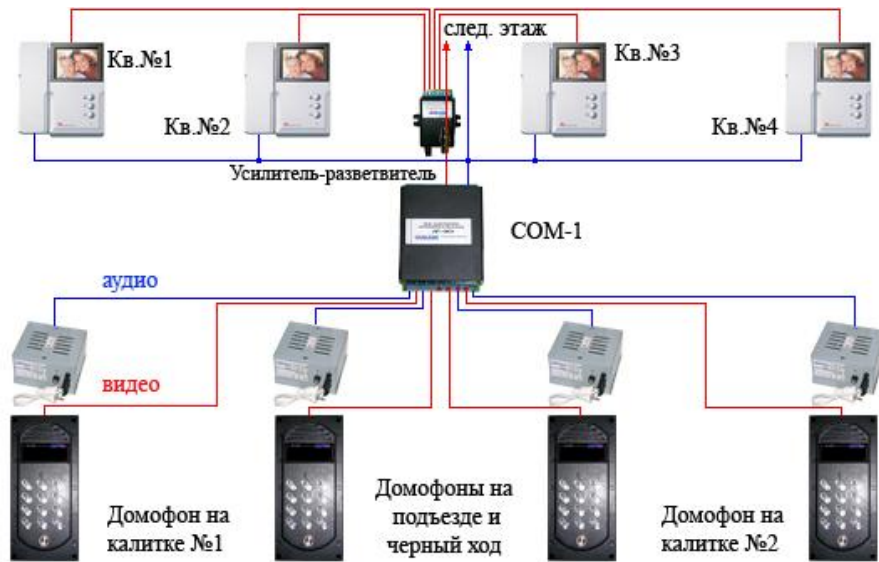 след. этаж
Кв.№1
Кв.№3
Кв.№2
Кв.№4
Усилитель-разветвитель
COM-1
аудио
видео
Домофон на
калитке №1
Домофоны на
подъезде и
черный ход
Домофон на
калитке №2